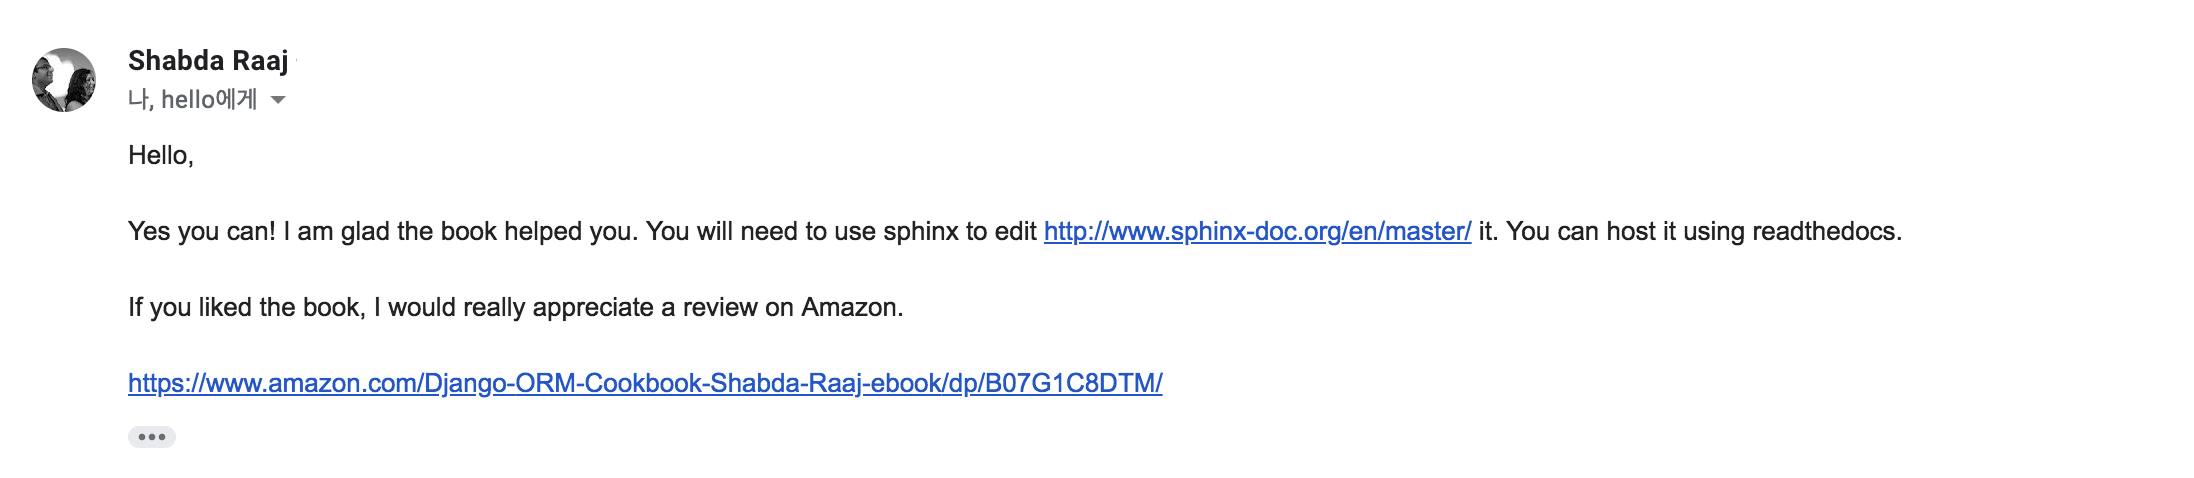 Shabda Raaj
나, hello에게
Hello,
Yes you can! I am glad the book helped you. You will need to use sphinx to edit http://www.sphinx-doc.org/en/master/ it. You can host it using readthedocs.
If you liked the book, I would really appreciate a review on Amazon.
https://www.amazon.com/Django-ORM-Cookbook-Shabda-Raaj-ebook/dp/B07G1C8DTM/